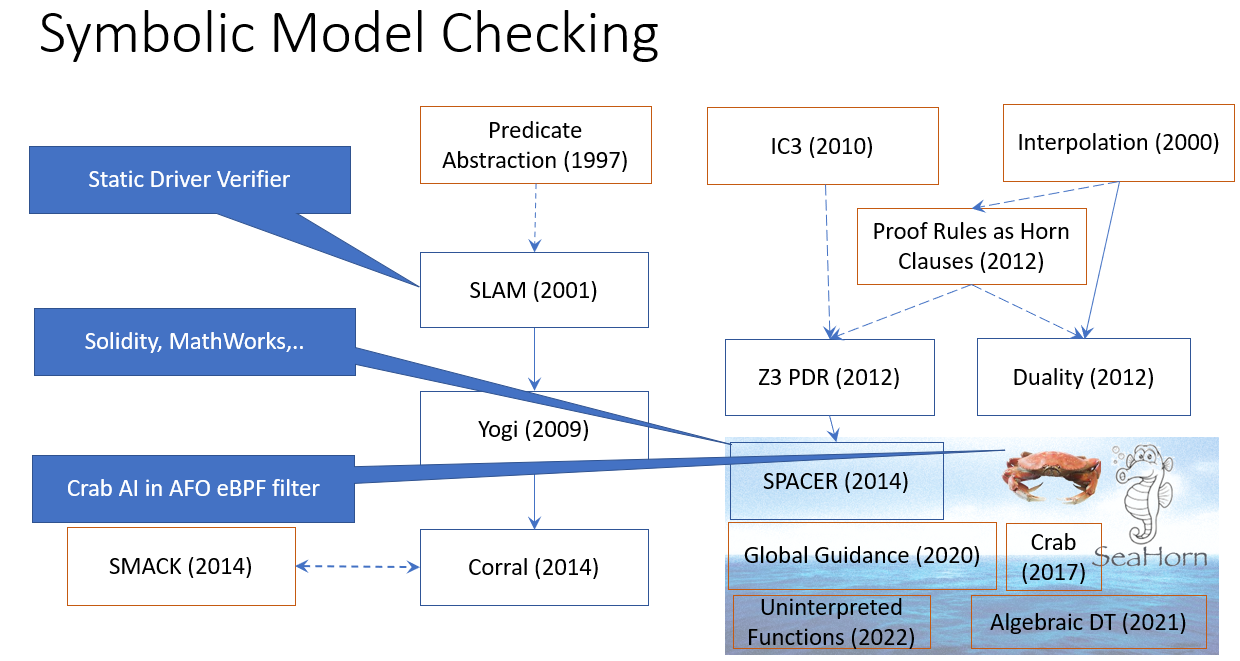 Symbolic Model Checking
Predicate
Abstraction (1997)
IC3 (2010)
Interpolation (2000)
Static Driver Verifier
Proof Rules as Horn
Clauses (2012)
SLAM (2001)
Solidity, MathWorks,..
Z3 PDR (2012)
Duality (2012)
Yogi (2009)
Crab AI in AFO eBPF filter
SPACER (2014)
SMACK (2014)
Corral (2014)
Global Guidance (2020)
Crab
(2017)
SeaHorn
Uninterpreted
Functions (2022)
Algebraic DT (2021)